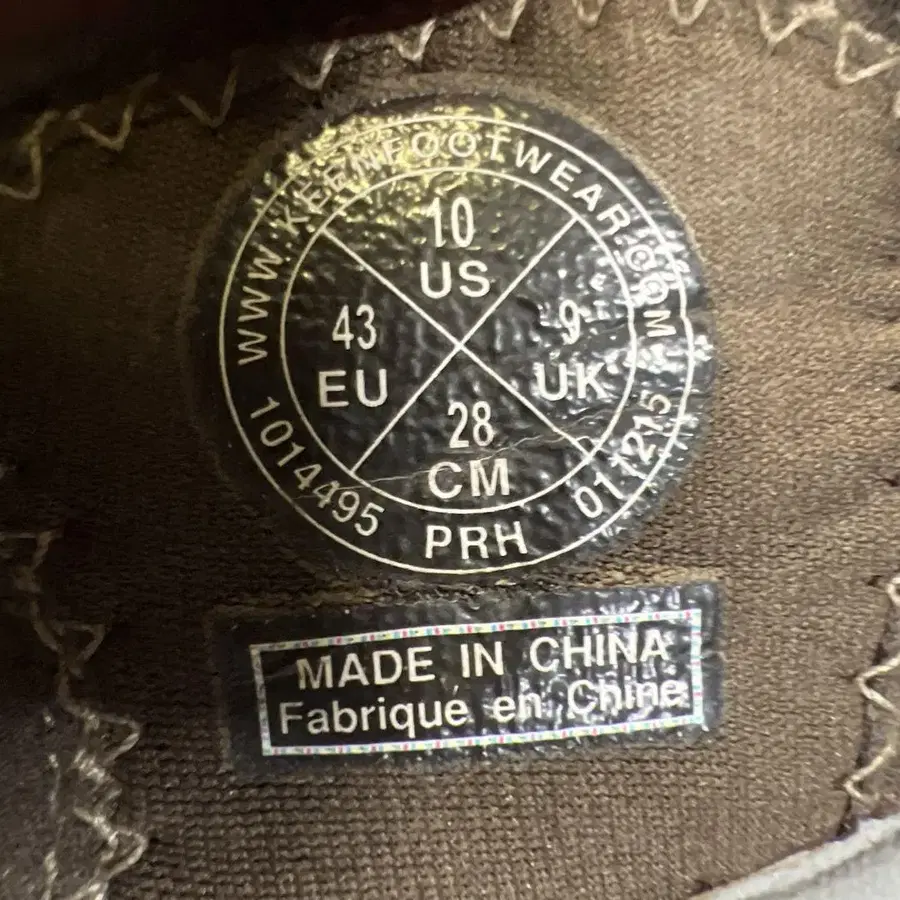 WWW.KEENFOOTWEAR.COM
10
US
43
EU
9
UK
28
CM
1014495 PRH 011215
MADE IN CHINA
Fabriqué en Chine